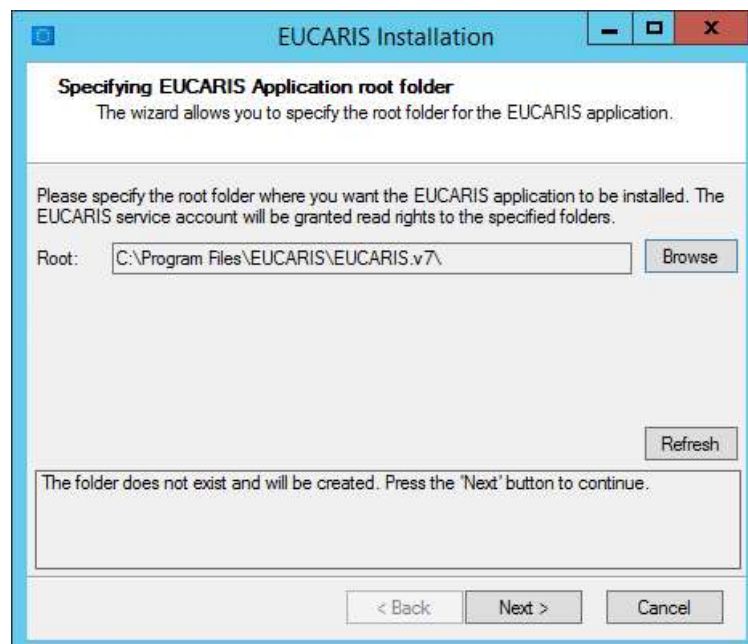 EUCARIS Installation
Specifying EUCARIS Application root folder
The wizard allows you to specify the root folder for the EUCARIS application.
Please specify the root folder where you want the EUCARIS application to be installed. The
EUCARIS service account will be granted read rights to the specified folders.
Root: C:\Program Files\EUCARIS\EUCARIS.v7\ Browse
Refresh
The folder does not exist and will be created. Press the 'Next' button to continue.
< Back Next > Cancel